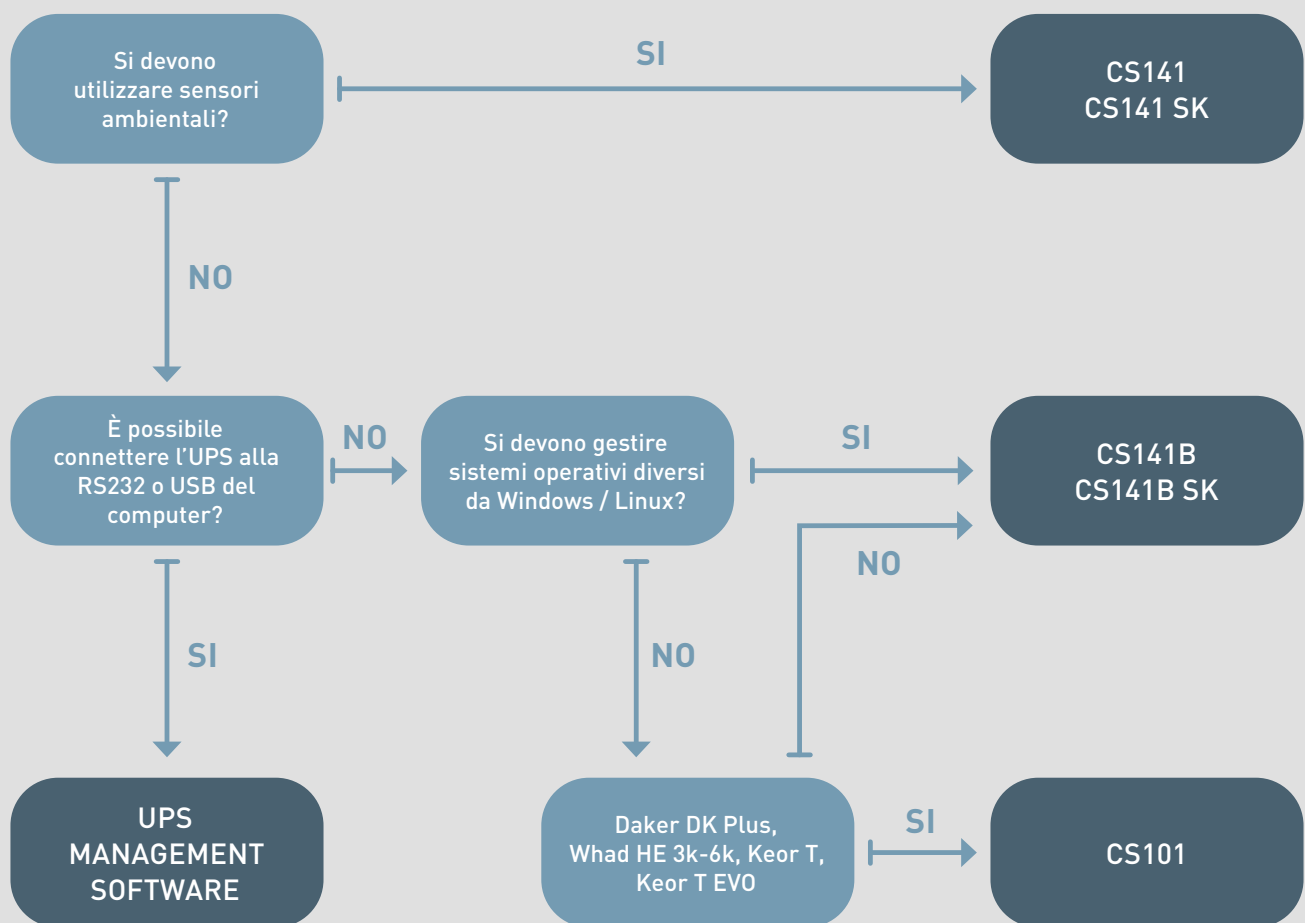 Si devono
utilizzare sensori
ambientali?
SI
CS141
CS141 SK
NO
È possibile
connettere l’UPS alla
RS232 o USB del
computer?
NO
Si devono gestire
sistemi operativi diversi
da Windows / Linux?
SI
CS141B
CS141B SK
NO
SI
NO
UPS
MANAGEMENT
SOFTWARE
Daker DK Plus,
Whad HE 3k-6k, Keor T,
Keor T EVO
SI
CS101